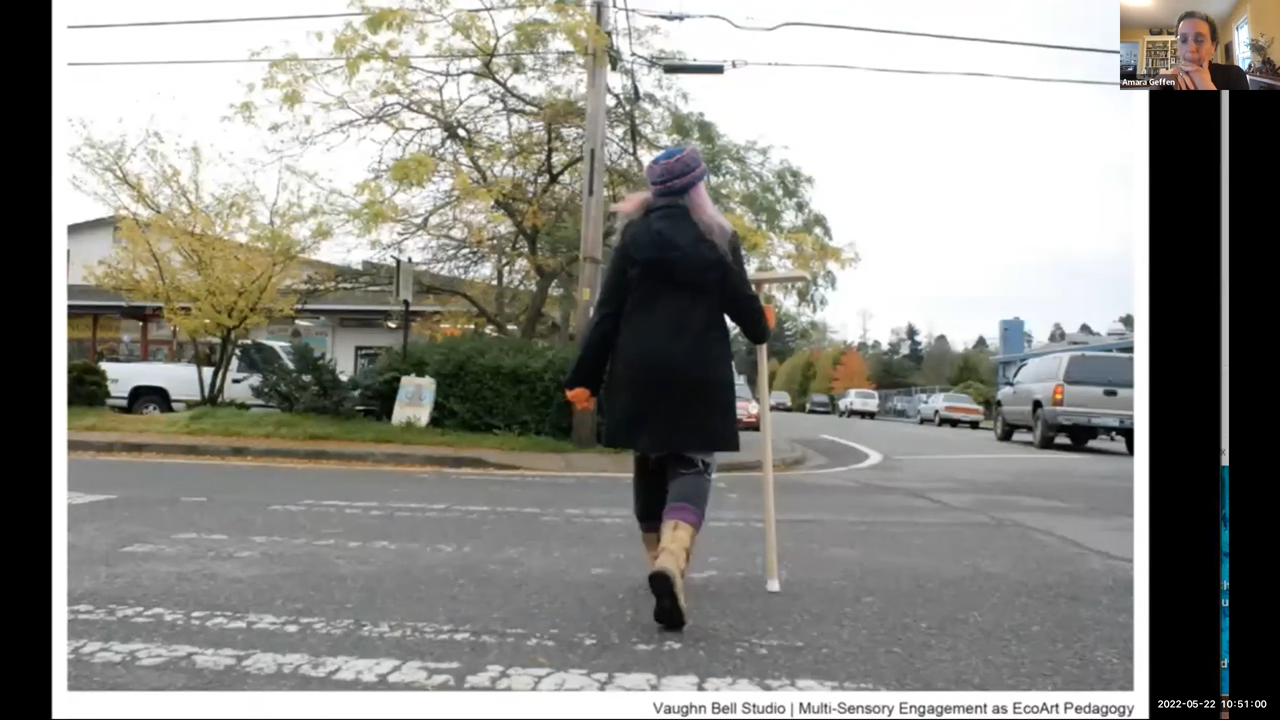 Amara Geffen
Vaughn Bell Studio | Multi-Sensory Engagement as EcoArt Pedagogy
2022-05-22 10:51:00